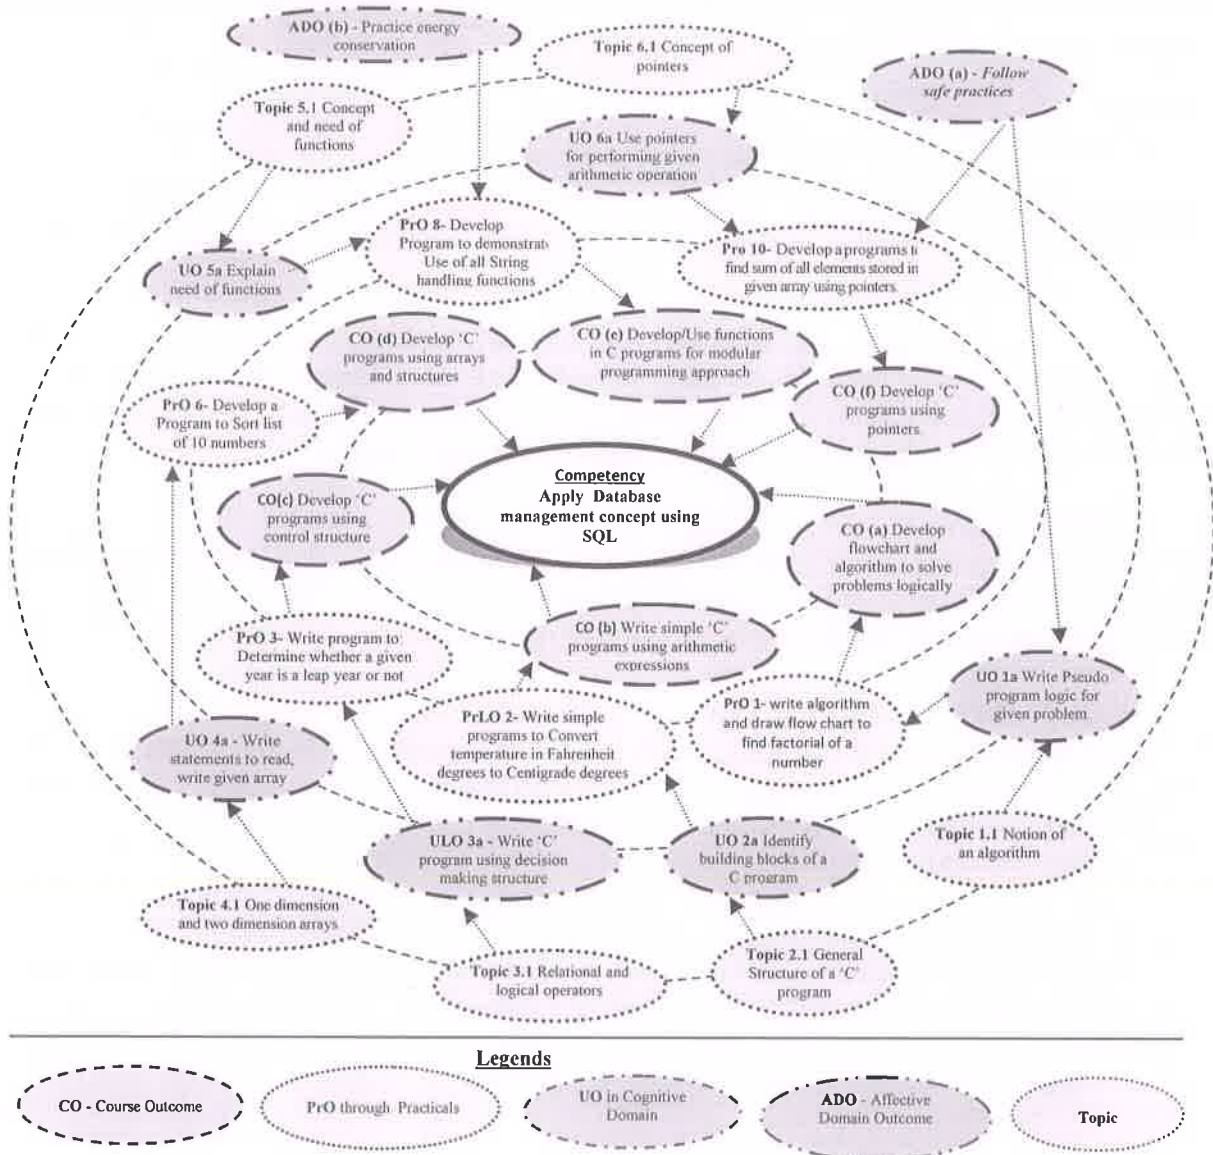 ADO (b) - Practice energy
conservation
Topic 6.1 Concept of
pointers
ADO (a) - Follow
safe practices
Topic 5.1 Concept
and need of
functions
UO 6a Use pointers
for performing given
arithmetic operation
PrO 8- Develop
Program to demonstrate
Use of all String
handling functions
Pro 10- Develop a programs t
find sum of all elements stored in
given array using pointers.
UO 5a Explain
need of functions
CO (d) Develop ‘C’
programs using arrays
and structures
CO (e) Develop/Use functions
in C programs for modular
programming approach
CO (f) Develop ‘C’
programs using
pointers.
PrO 6- Develop a
Program to Sort list
of 10 numbers
Competency
Apply Database
management concept using
SQL
CO(c) Develop ‘C’
programs using
control structure
CO (a) Develop
flowchart and
algorithm to solve
problems logically
CO (b) Write simple ‘C’
programs using arithmetic
expressions
PrO 3- Write program to
Determine whether a given
year is a leap year or not
UO 1a Write Pseudo
program logic for
given problem.
PrLO 2- Write simple
programs to Convert
temperature in Fahrenheit
degrees to Centigrade degrees
PrO 1- write algorithm
and draw flow chart to
find factorial of a
number
UO 4a - Write
statements to read,
write given array
ULO 3a - Write ‘C’
program using decision
making structure
UO 2a Identify
building blocks of a
C program
Topic 1.1 Notion of
an algorithm
Topic 4.1 One dimension
and two dimension arrays
Topic 3.1 Relational and
logical operators
Topic 2.1 General
Structure of a ‘C’
program
Legends
CO - Course Outcome
PrO through Practicals
UO in Cognitive
Domain
ADO - Affective
Domain Outcome
Topic